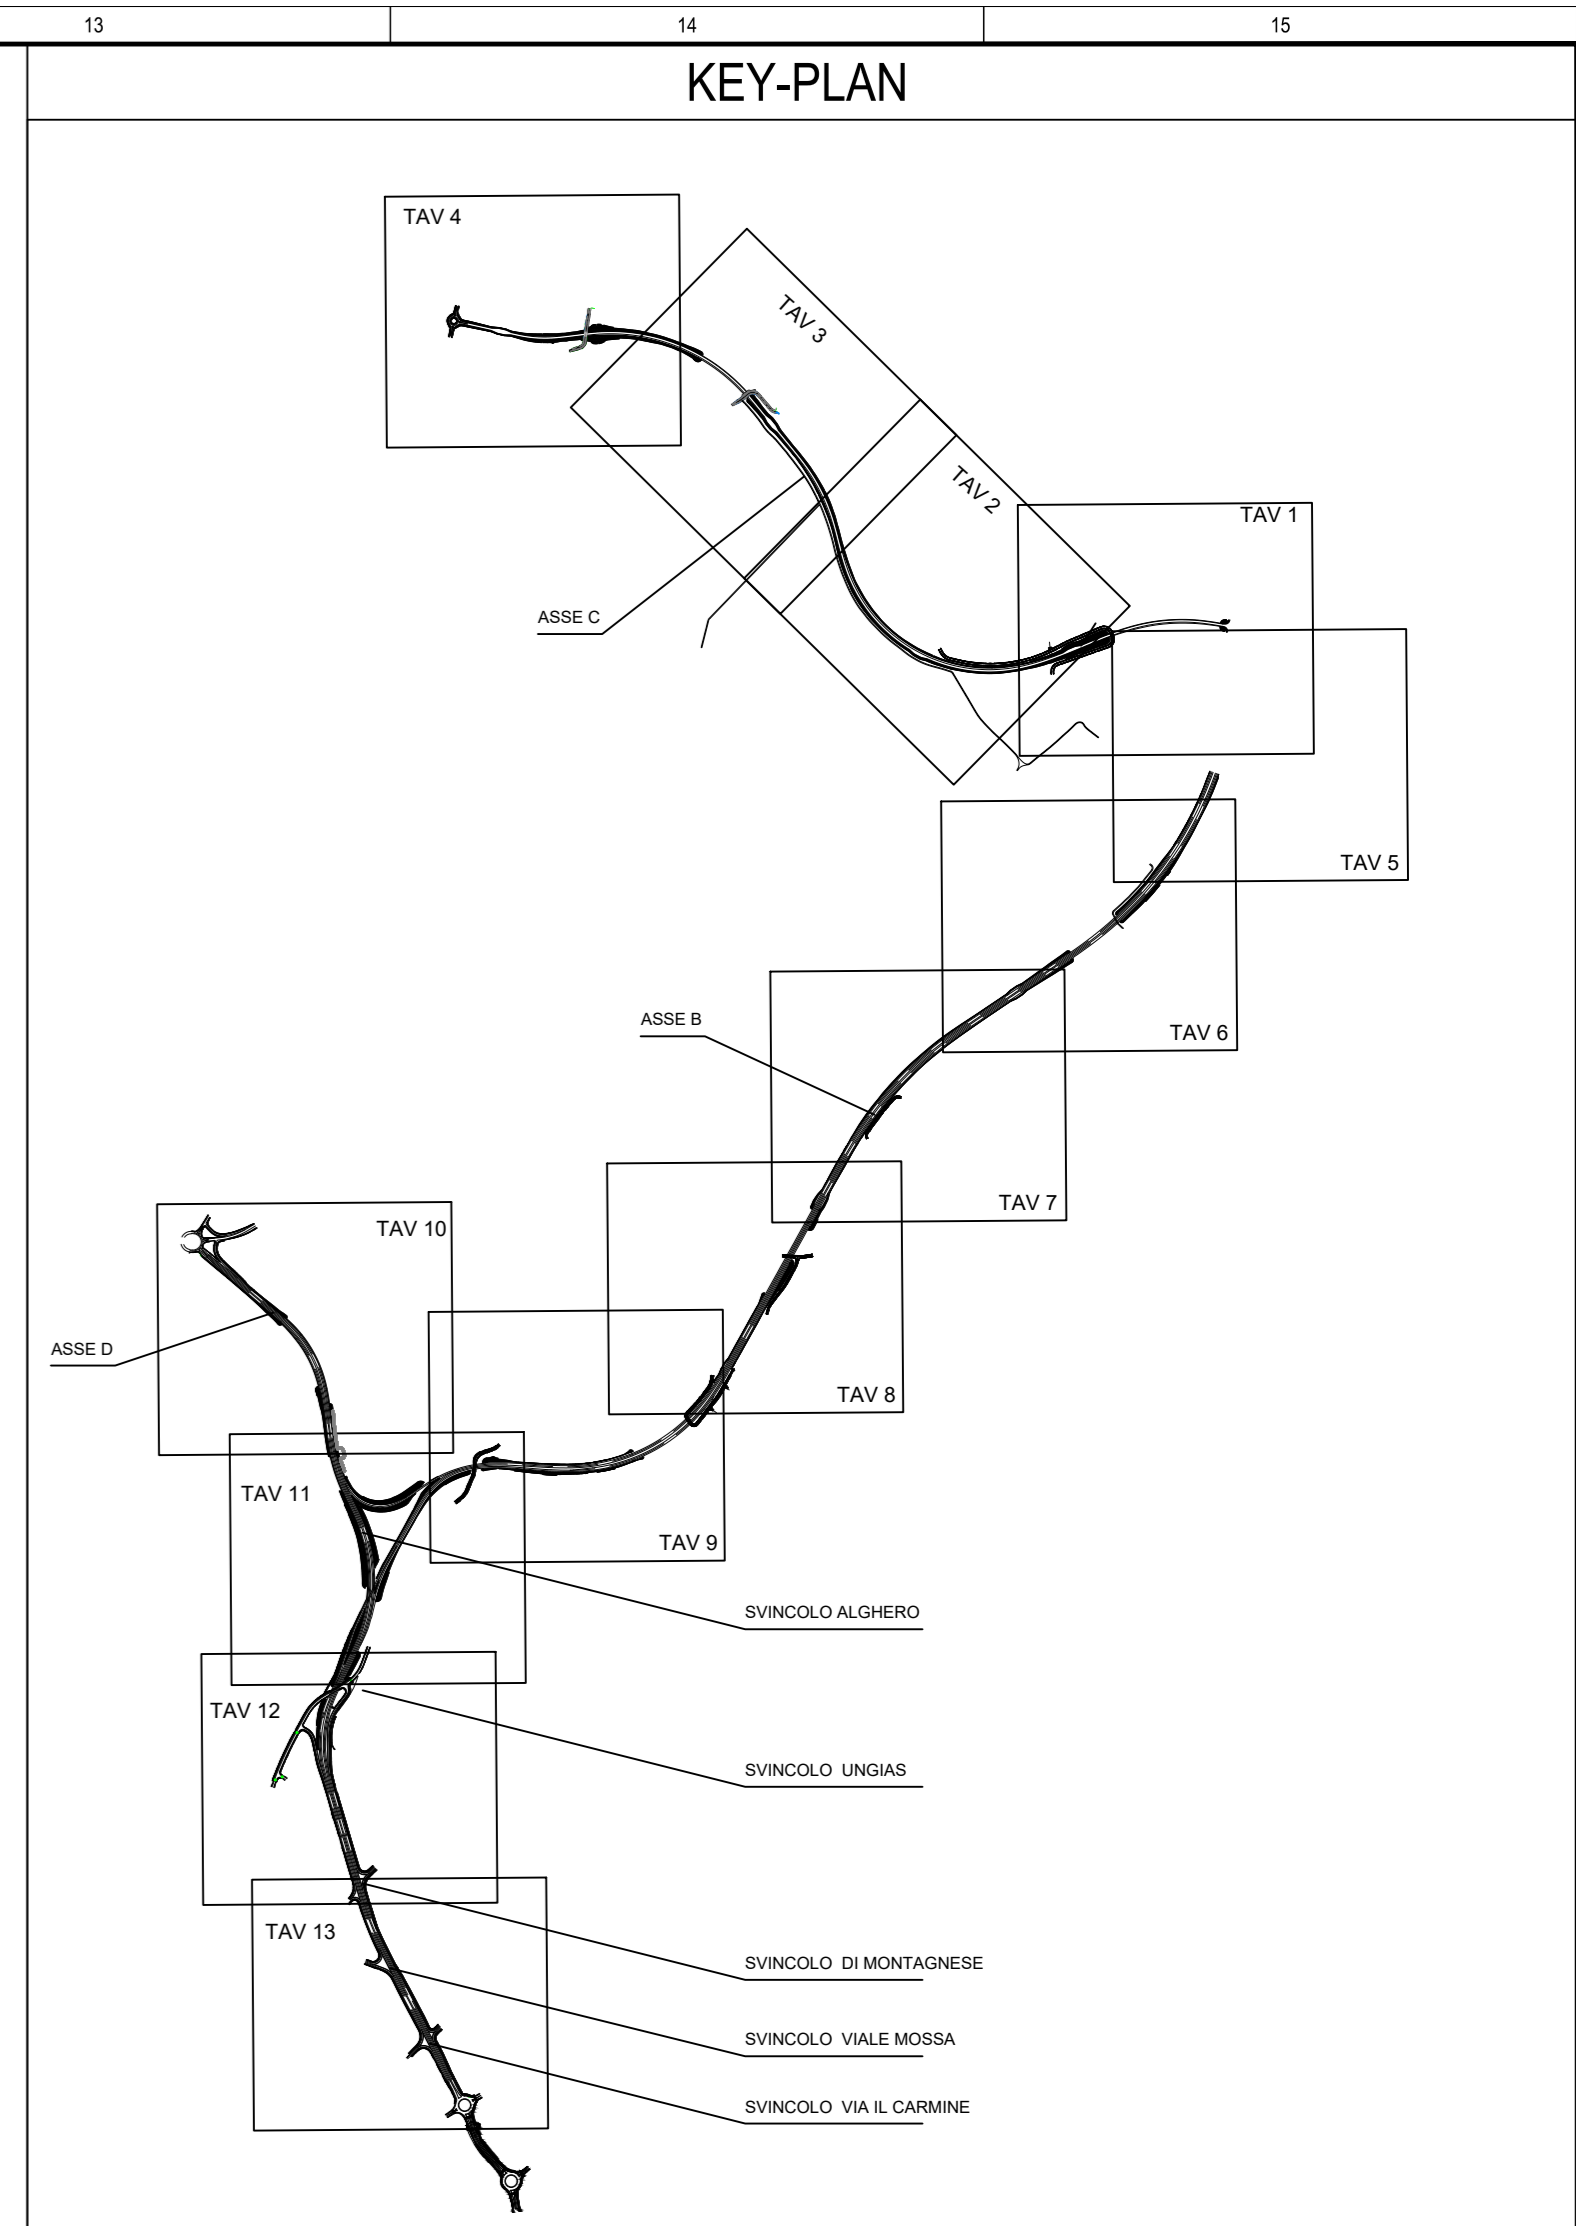 13
14
15
KEY-PLAN
TAV 4
TAV 3
TAV 2
TAV 1
ASSE C
TAV 5
ASSE B
TAV 6
TAV 7
TAV 10
ASSE D
TAV 8
TAV 11
TAV 9
SVINCOLO ALGHERO
TAV 12
SVINCOLO UNGIAS
TAV 13
SVINCOLO DI MONTAGNESE
SVINCOLO VIALE MOSSA
SVINCOLO VIA IL CARMINE